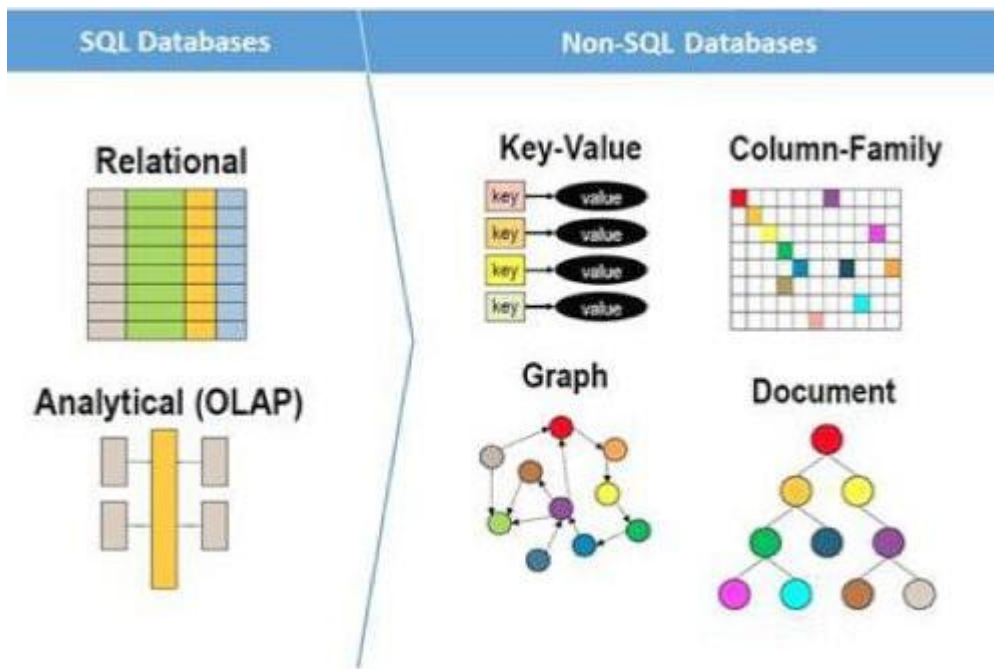 SQL Databases
Non-SQL Databases
Relational
Analytical (OLAP)
Key-Value
key value
key value
key value
key value
Column-Family
Graph
Document